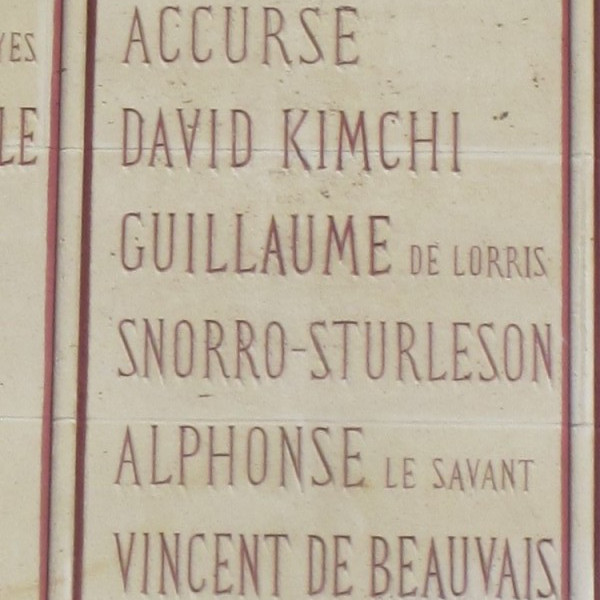 ACCURSE
DAVID KIMCHI
GUILLAUME DE LORRIS
SNORRO-STURLESON
ALPHONSE LE SAVANT
VINCENT DE BEAUVAIS